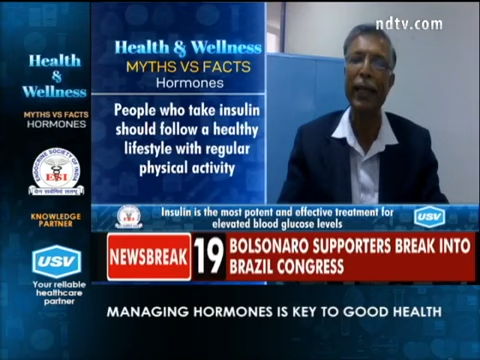 ndtv.com
Health
&
Wellness
MYTHS VS FACTS
HORMONES
ESI
KNOWLEDGE
PARTNER
USV
Your reliable
healthcare
partner
Health & Wellness
MYTHS VS FACTS
Hormones
People who take insulin
should follow a healthy
lifestyle with regular
physical activity
Insulin is the most potent and effective treatment for
elevated blood glucose levels
USV
NEWSBREAK
19
BOLSONARO SUPPORTERS BREAK INTO
BRAZIL CONGRESS
MANAGING HORMONES IS KEY TO GOOD HEALTH